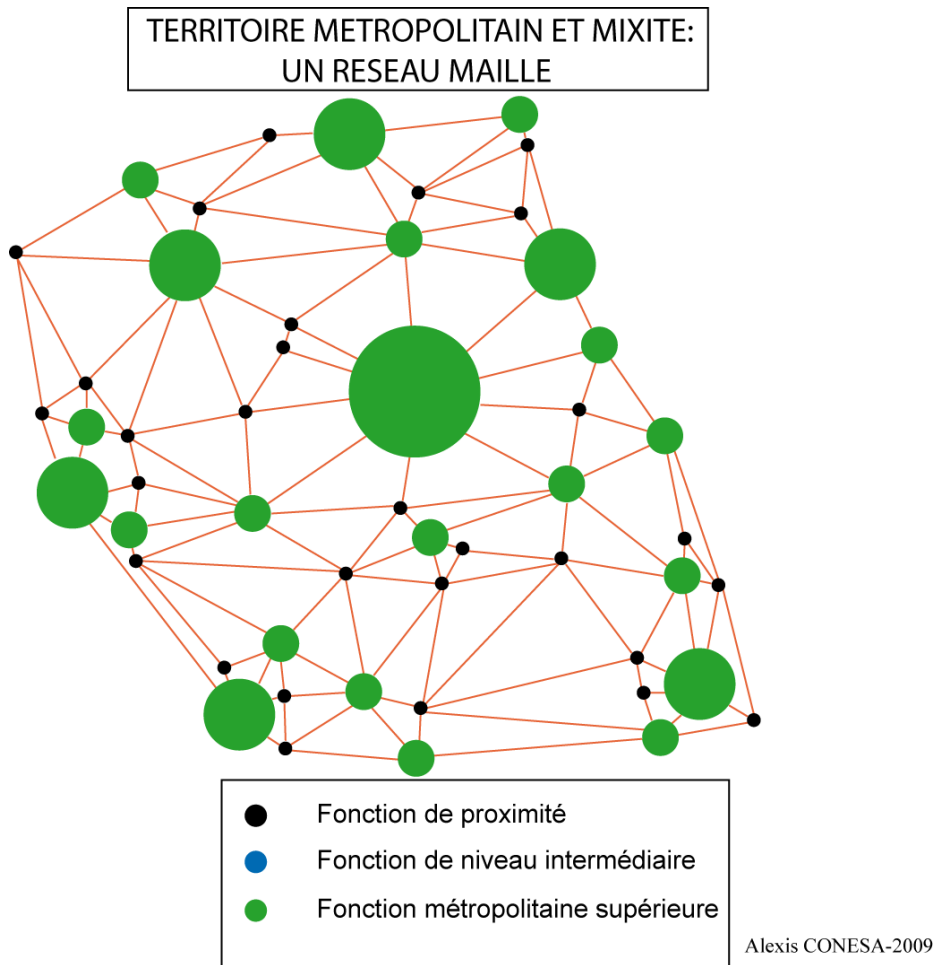 TERRITOIRE METROPOLITAIN ET MIXITE:
UN RESEAU MAILLE
Fonction de proximité
Fonction de niveau intermédiaire
Fonction métropolitaine supérieure
Alexis CONESA-2009